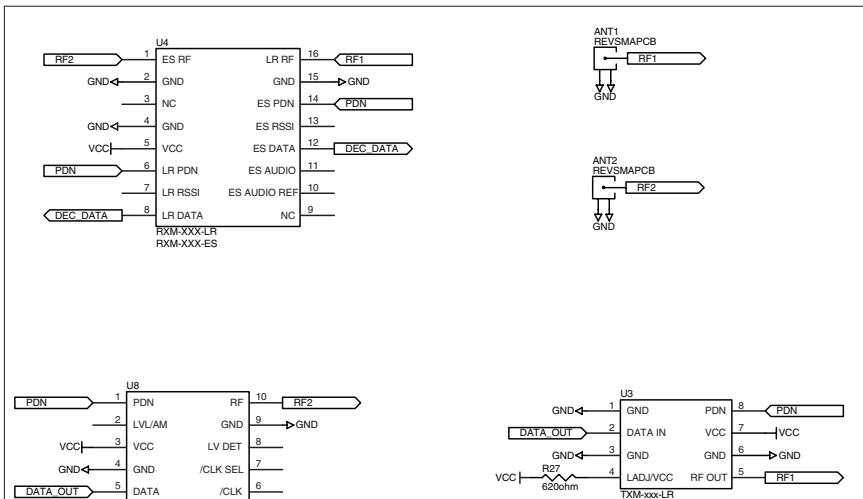 U4
RF2 1 ES RF LR RF 16 RF1
GND 2 GND GND 15 GND
3 NC ES PDN 14 PDN
GND 4 GND ES RSSI 13
VCC 5 VCC ES DATA 12 DEC_DATA
PDN 6 LR PDN ES AUDIO 11
7 LR RSSI ES AUDIO REF 10
DEC_DATA 8 LR DATA NC 9
RXM-XXX-LR
RXM-XXX-ES
ANT1
REVSMAPCB
RF1
GND
ANT2
REVSMAPCB
RF2
GND
U8
PDN 1 PDN RF 10 RF2
2 LVL/AM GND 9 GND
VCC 3 VCC LV DET 8
GND 4 GND /CLK SEL 7
DATA_OUT 5 DATA /CLK 6
U3
GND 1 GND PDN 8 PDN
DATA_OUT 2 DATA IN VCC 7 VCC
GND 3 GND GND 6 GND
VCC R27 4 LADJ/VCC RF OUT 5 RF1
620ohm
TXM-xxx-LR